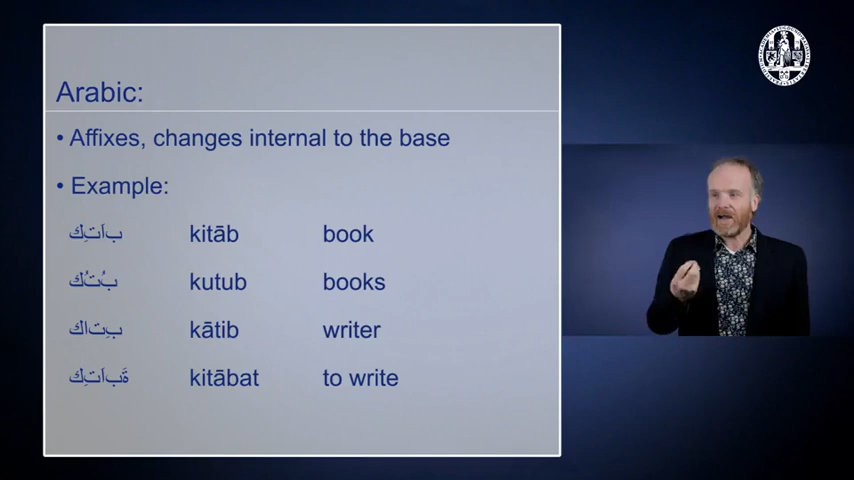 Arabic:
• Affixes, changes internal to the base
• Example:
باَتِك kitāb book
بُتُك kutub books
بِتاك kātib writer
ةَباَتِك kitābat to write